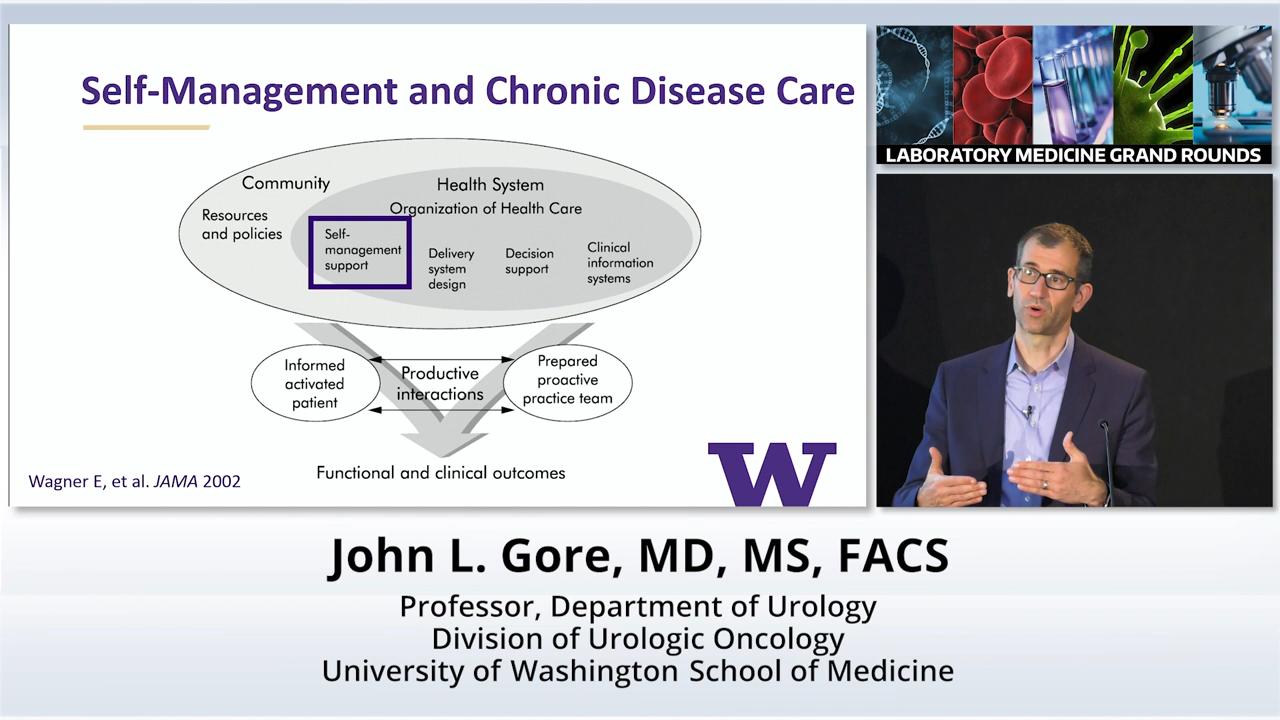 Self-Management and Chronic Disease Care
Community
Resources
and policies
Health System
Organization of Health Care
Self-
management
support
Delivery
system
design
Decision
support
Clinical
information
systems
Informed
activated
patient
Productive
interactions
Prepared
proactive
practice team
Functional and clinical outcomes
Wagner E, et al. JAMA 2002
W
LABORATORY MEDICINE GRAND ROUNDS
John L. Gore, MD, MS, FACS
Professor, Department of Urology
Division of Urologic Oncology
University of Washington School of Medicine